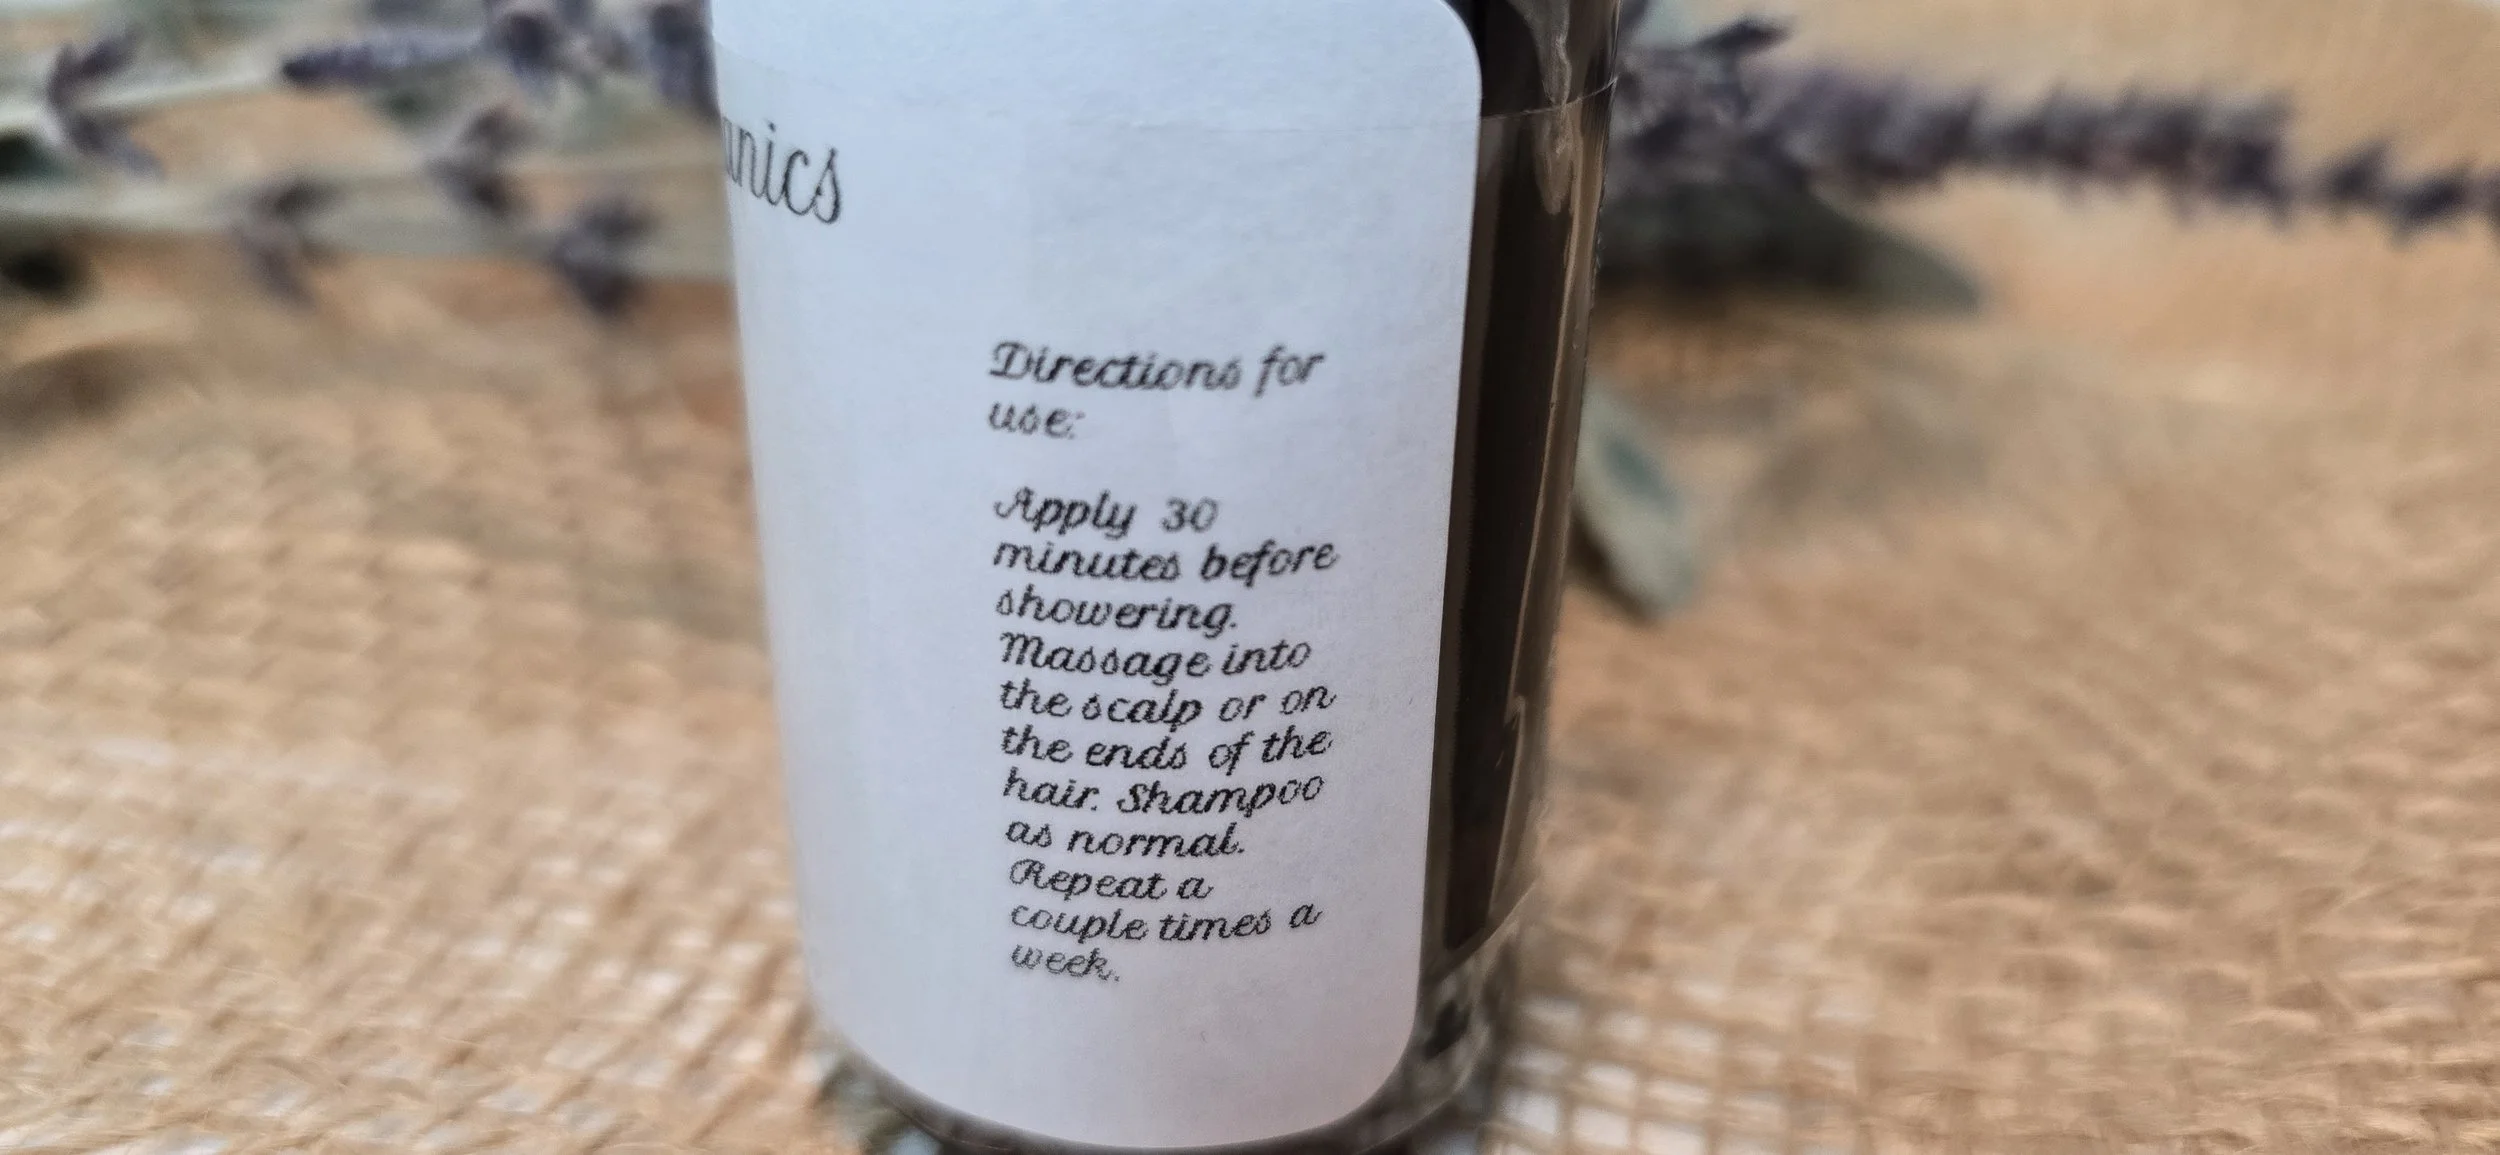 anics
Directions for
use:
Apply 30
minutes before
showering.
Massage into
the scalp or on
the ends of the
hair. Shampoo
as normal.
Repeat a
couple times a
week.